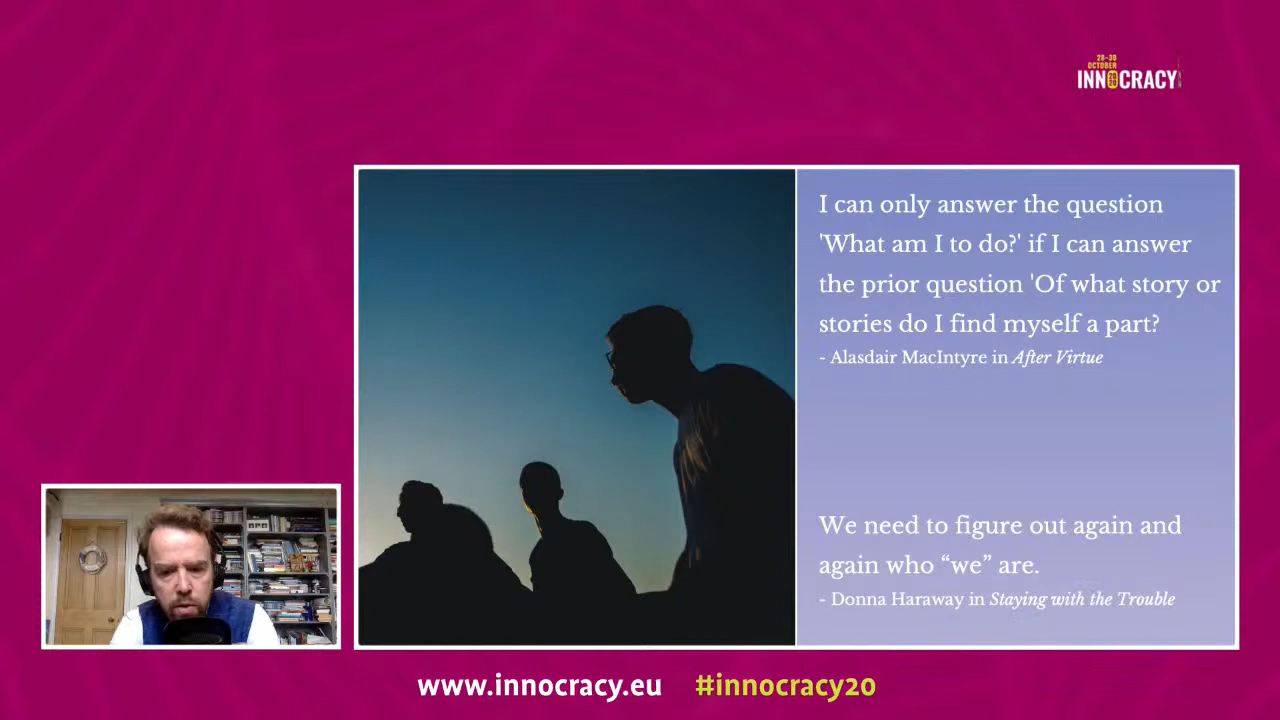 28-30
OCTOBER
INNOCRACY
I can only answer the question
'What am I to do?' if I can answer
the prior question 'Of what story or
stories do I find myself a part?
- Alasdair MacIntyre in After Virtue
We need to figure out again and
again who “we” are.
- Donna Haraway in Staying with the Trouble
www.innocracy.eu #innocracy20